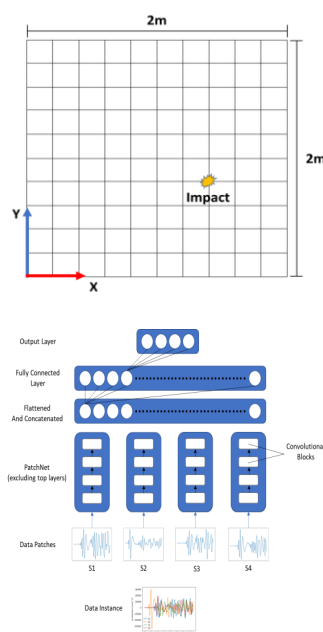 2m
2m
Impact
Y
X
Output Layer
Fully Connected
Layer
Flattened
And Concatenated
PatchNet
(excluding top layers)
Convolutional
Blocks
Data Patches
S1
S2
S3
S4
Data Instance